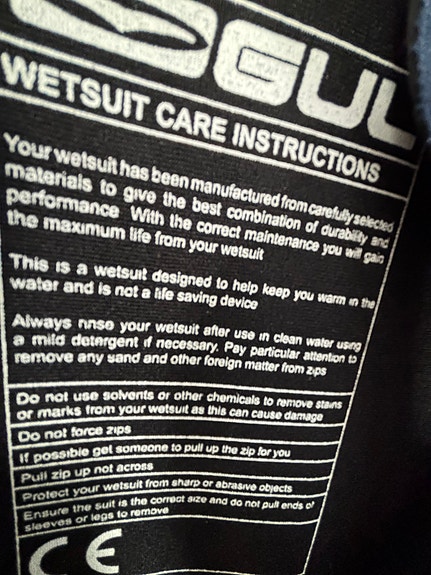 GUL
WETSUIT CARE INSTRUCTIONS
Your wetsuit has been manufactured from carefully selected
materials to give the best combination of durability and
performance With the correct maintenance you will gain
the maximum life from your wetsuit
This is a wetsuit designed to help keep you warm in the
water and is not a life saving device
Always rinse your wetsuit after use in clean water using
a mild detergent if necessary. Pay particular attention to
remove any sand and other foreign matter from zips
Do not use solvents or other chemicals to remove stains
or marks from your wetsuit as this can cause damage
Do not force zips
If possible get someone to pull up the zip for you
Pull zip up not across
Protect your wetsuit from sharp or abrasive objects
Ensure the suit is the correct size and do not pull ends of
sleeves or legs to remove
CE